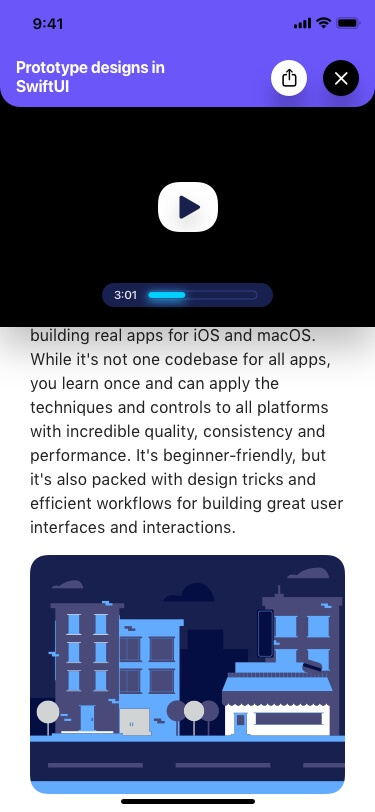 9:41
Prototype designs in
SwiftUI
3:01
building real apps for iOS and macOS.
While it's not one codebase for all apps,
you learn once and can apply the
techniques and controls to all platforms
with incredible quality, consistency and
performance. It's beginner-friendly, but
it's also packed with design tricks and
efficient workflows for building great user
interfaces and interactions.